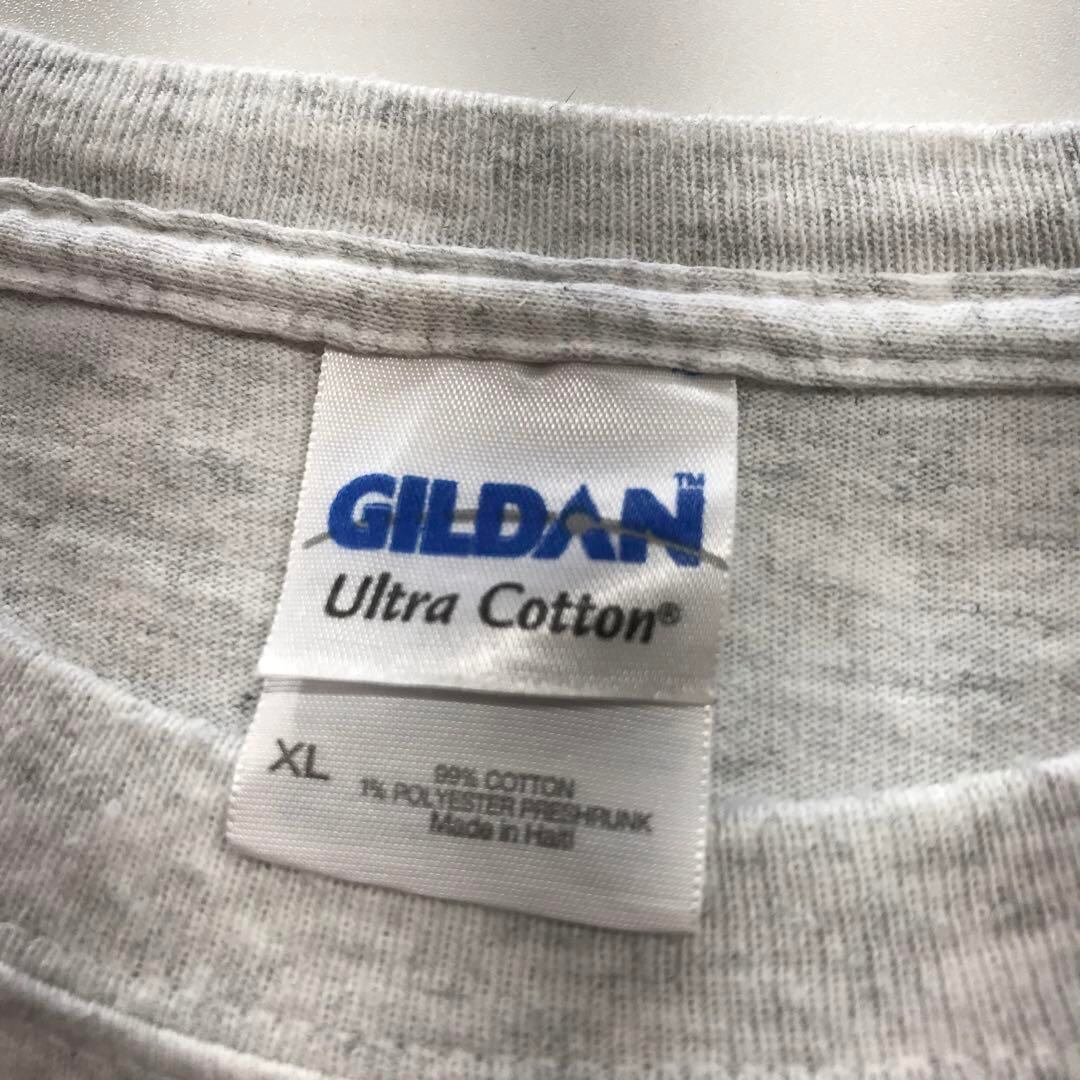 GILDAN™
Ultra Cotton®
XL
99% COTTON
1% POLYESTER PRESHRUNK
Made in Haiti